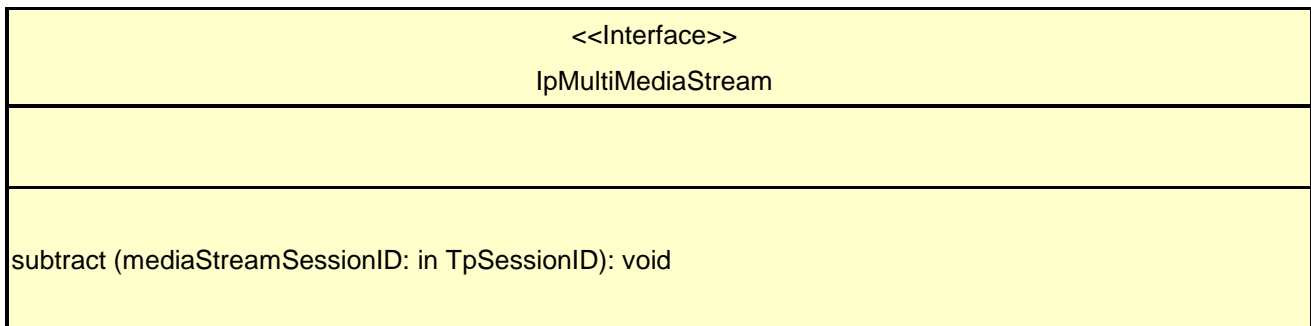 <<Interface>>
IpMultiMediaStream
subtract (mediaStreamSessionID: in TpSessionID): void